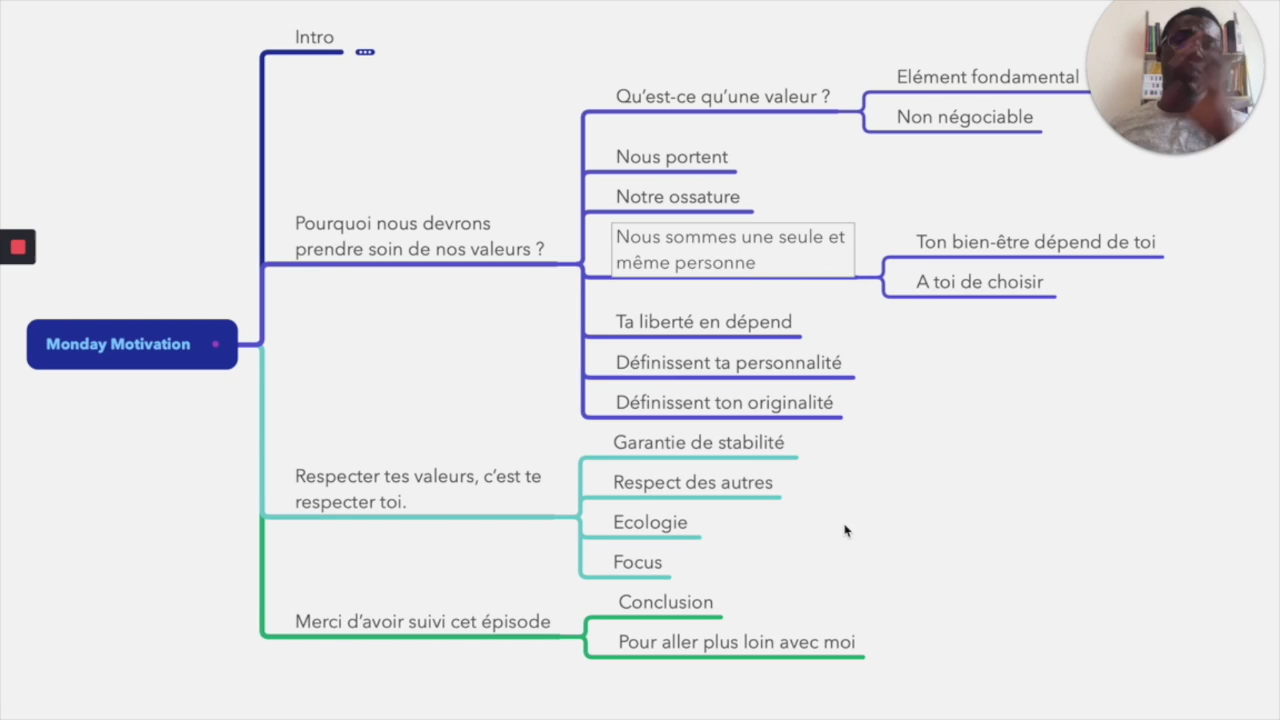 Intro
Qu'est-ce qu'une valeur ?
Elément fondamental
Non négociable
Nous portent
Notre ossature
Pourquoi nous devrons
prendre soin de nos valeurs ?
Nous sommes une seule et
même personne
Ton bien-être dépend de toi
A toi de choisir
Ta liberté en dépend
Définissent ta personnalité
Définissent ton originalité
Monday Motivation
Respecter tes valeurs, c'est te
respecter toi.
Garantie de stabilité
Respect des autres
Ecologie
Focus
Merci d'avoir suivi cet épisode
Conclusion
Pour aller plus loin avec moi